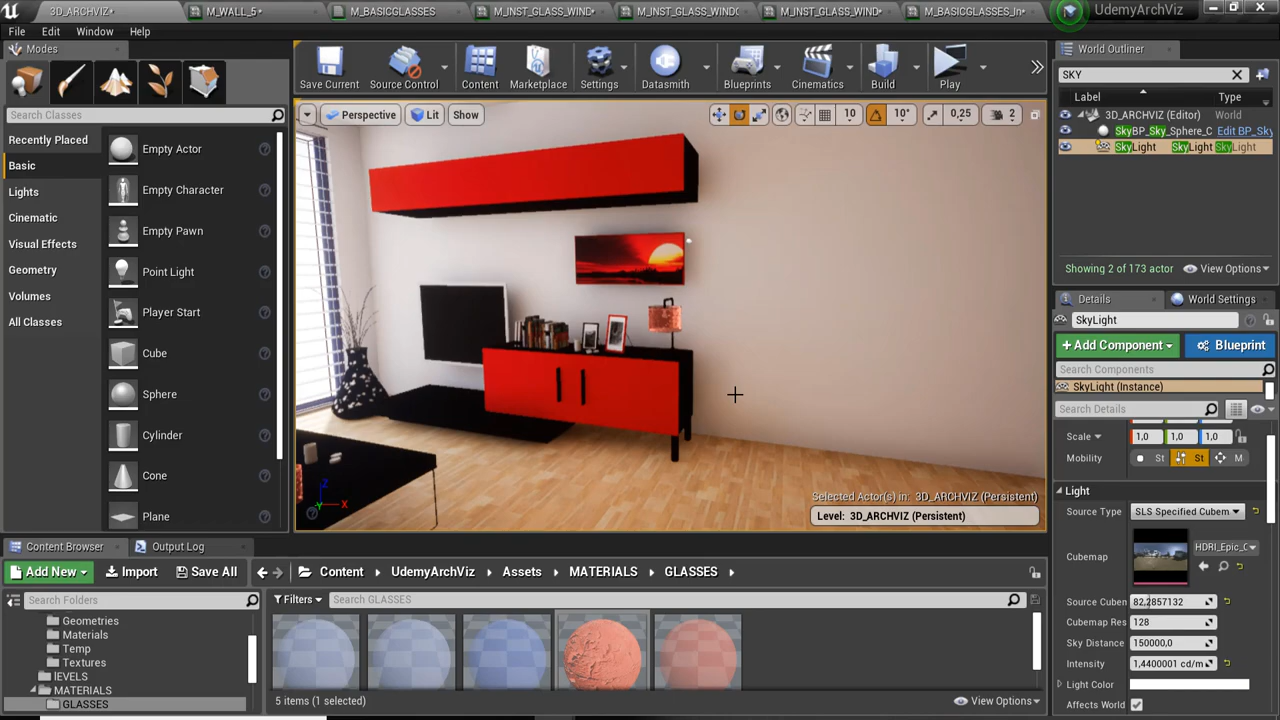 3D_ARCHVIZ*
M_WALL_5*
M_BASICGLASSES
M_INST_GLASS_WIND*
M_INST_GLASS_WINDO
M_INST_GLASS_WIND*
M_BASICGLASSES_In*
UdemyArchViz
File Edit Window Help
Modes
Search Classes
Recently Placed
Basic
Lights
Cinematic
Visual Effects
Geometry
Volumes
All Classes
Empty Actor
Empty Character
Empty Pawn
Point Light
Player Start
Cube
Sphere
Cylinder
Cone
Plane
Save Current
Source Control
Content
Marketplace
Settings
Datasmith
Blueprints
Cinematics
Build
Play
Perspective Lit Show
10 10° 0,25 2
Selected Actor(s) in: 3D_ARCHVIZ (Persistent)
Level: 3D_ARCHVIZ (Persistent)
World Outliner
SKY
Label Type
3D_ARCHVIZ (Editor) World
SkyBP_Sky_Sphere_C Edit BP_Sky
SkyLight SkyLight SkyLight
Showing 2 of 173 actor View Options
Details World Settings
SkyLight
+Add Component Blueprint
Search Components
SkyLight (Instance)
Search Details
Scale 1,0 1,0 1,0
Mobility St St M
Light
Source Type SLS Specified Cubem
Cubemap HDRI_Epic_C
Source Cuben 82,2857132
Cubemap Res 128
Sky Distance 150000,0
Intensity 1,4400001 cd/m
Light Color
Affects World
Content Browser Output Log
Add New Import Save All Content UdemyArchViz Assets MATERIALS GLASSES
Search Folders
Geometries
Materials
Temp
Textures
lEVELS
MATERIALS
GLASSES
Filters Search GLASSES
5 items (1 selected) View Options